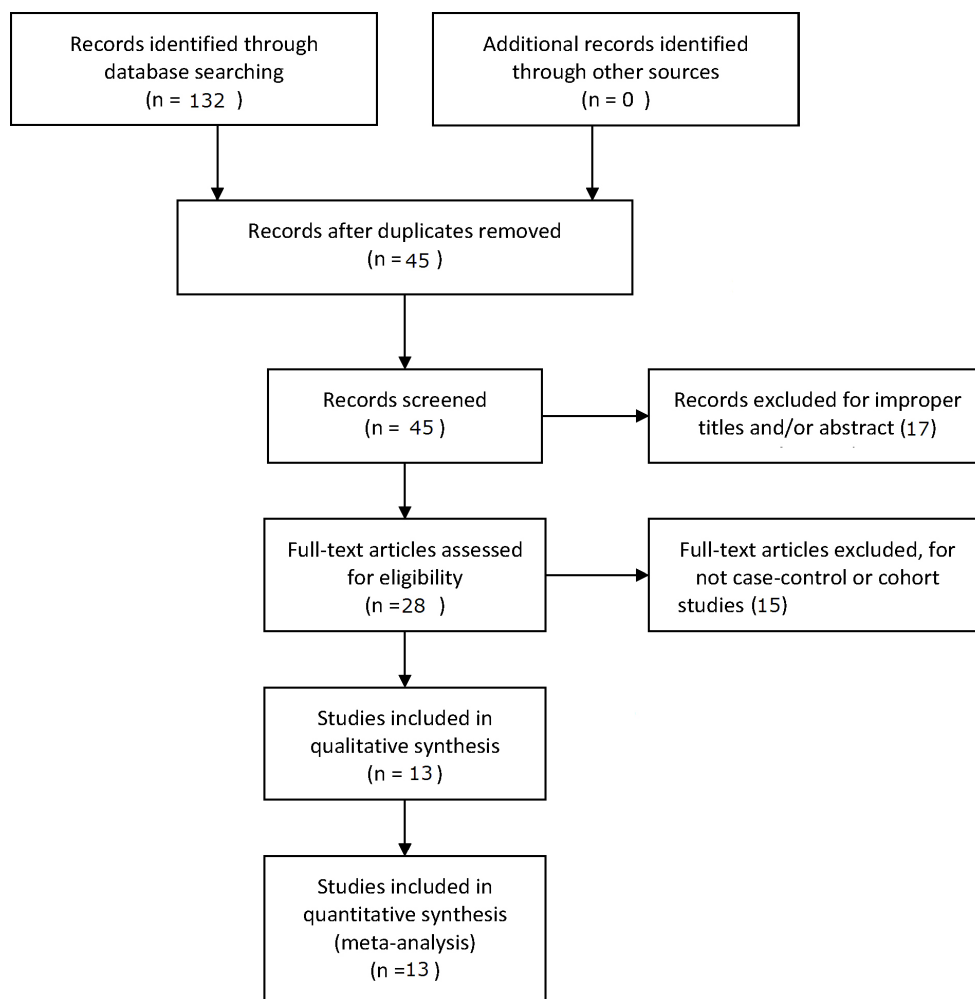 Records identified through
database searching
(n = 132 )
Additional records identified
through other sources
(n = 0 )
Records after duplicates removed
(n = 45 )
Records screened
(n = 45 )
Records excluded for improper
titles and/or abstract (17)
Full-text articles assessed
for eligibility
(n =28 )
Full-text articles excluded, for
not case-control or cohort
studies (15)
Studies included in
qualitative synthesis
(n = 13 )
Studies included in
quantitative synthesis
(meta-analysis)
(n =13 )